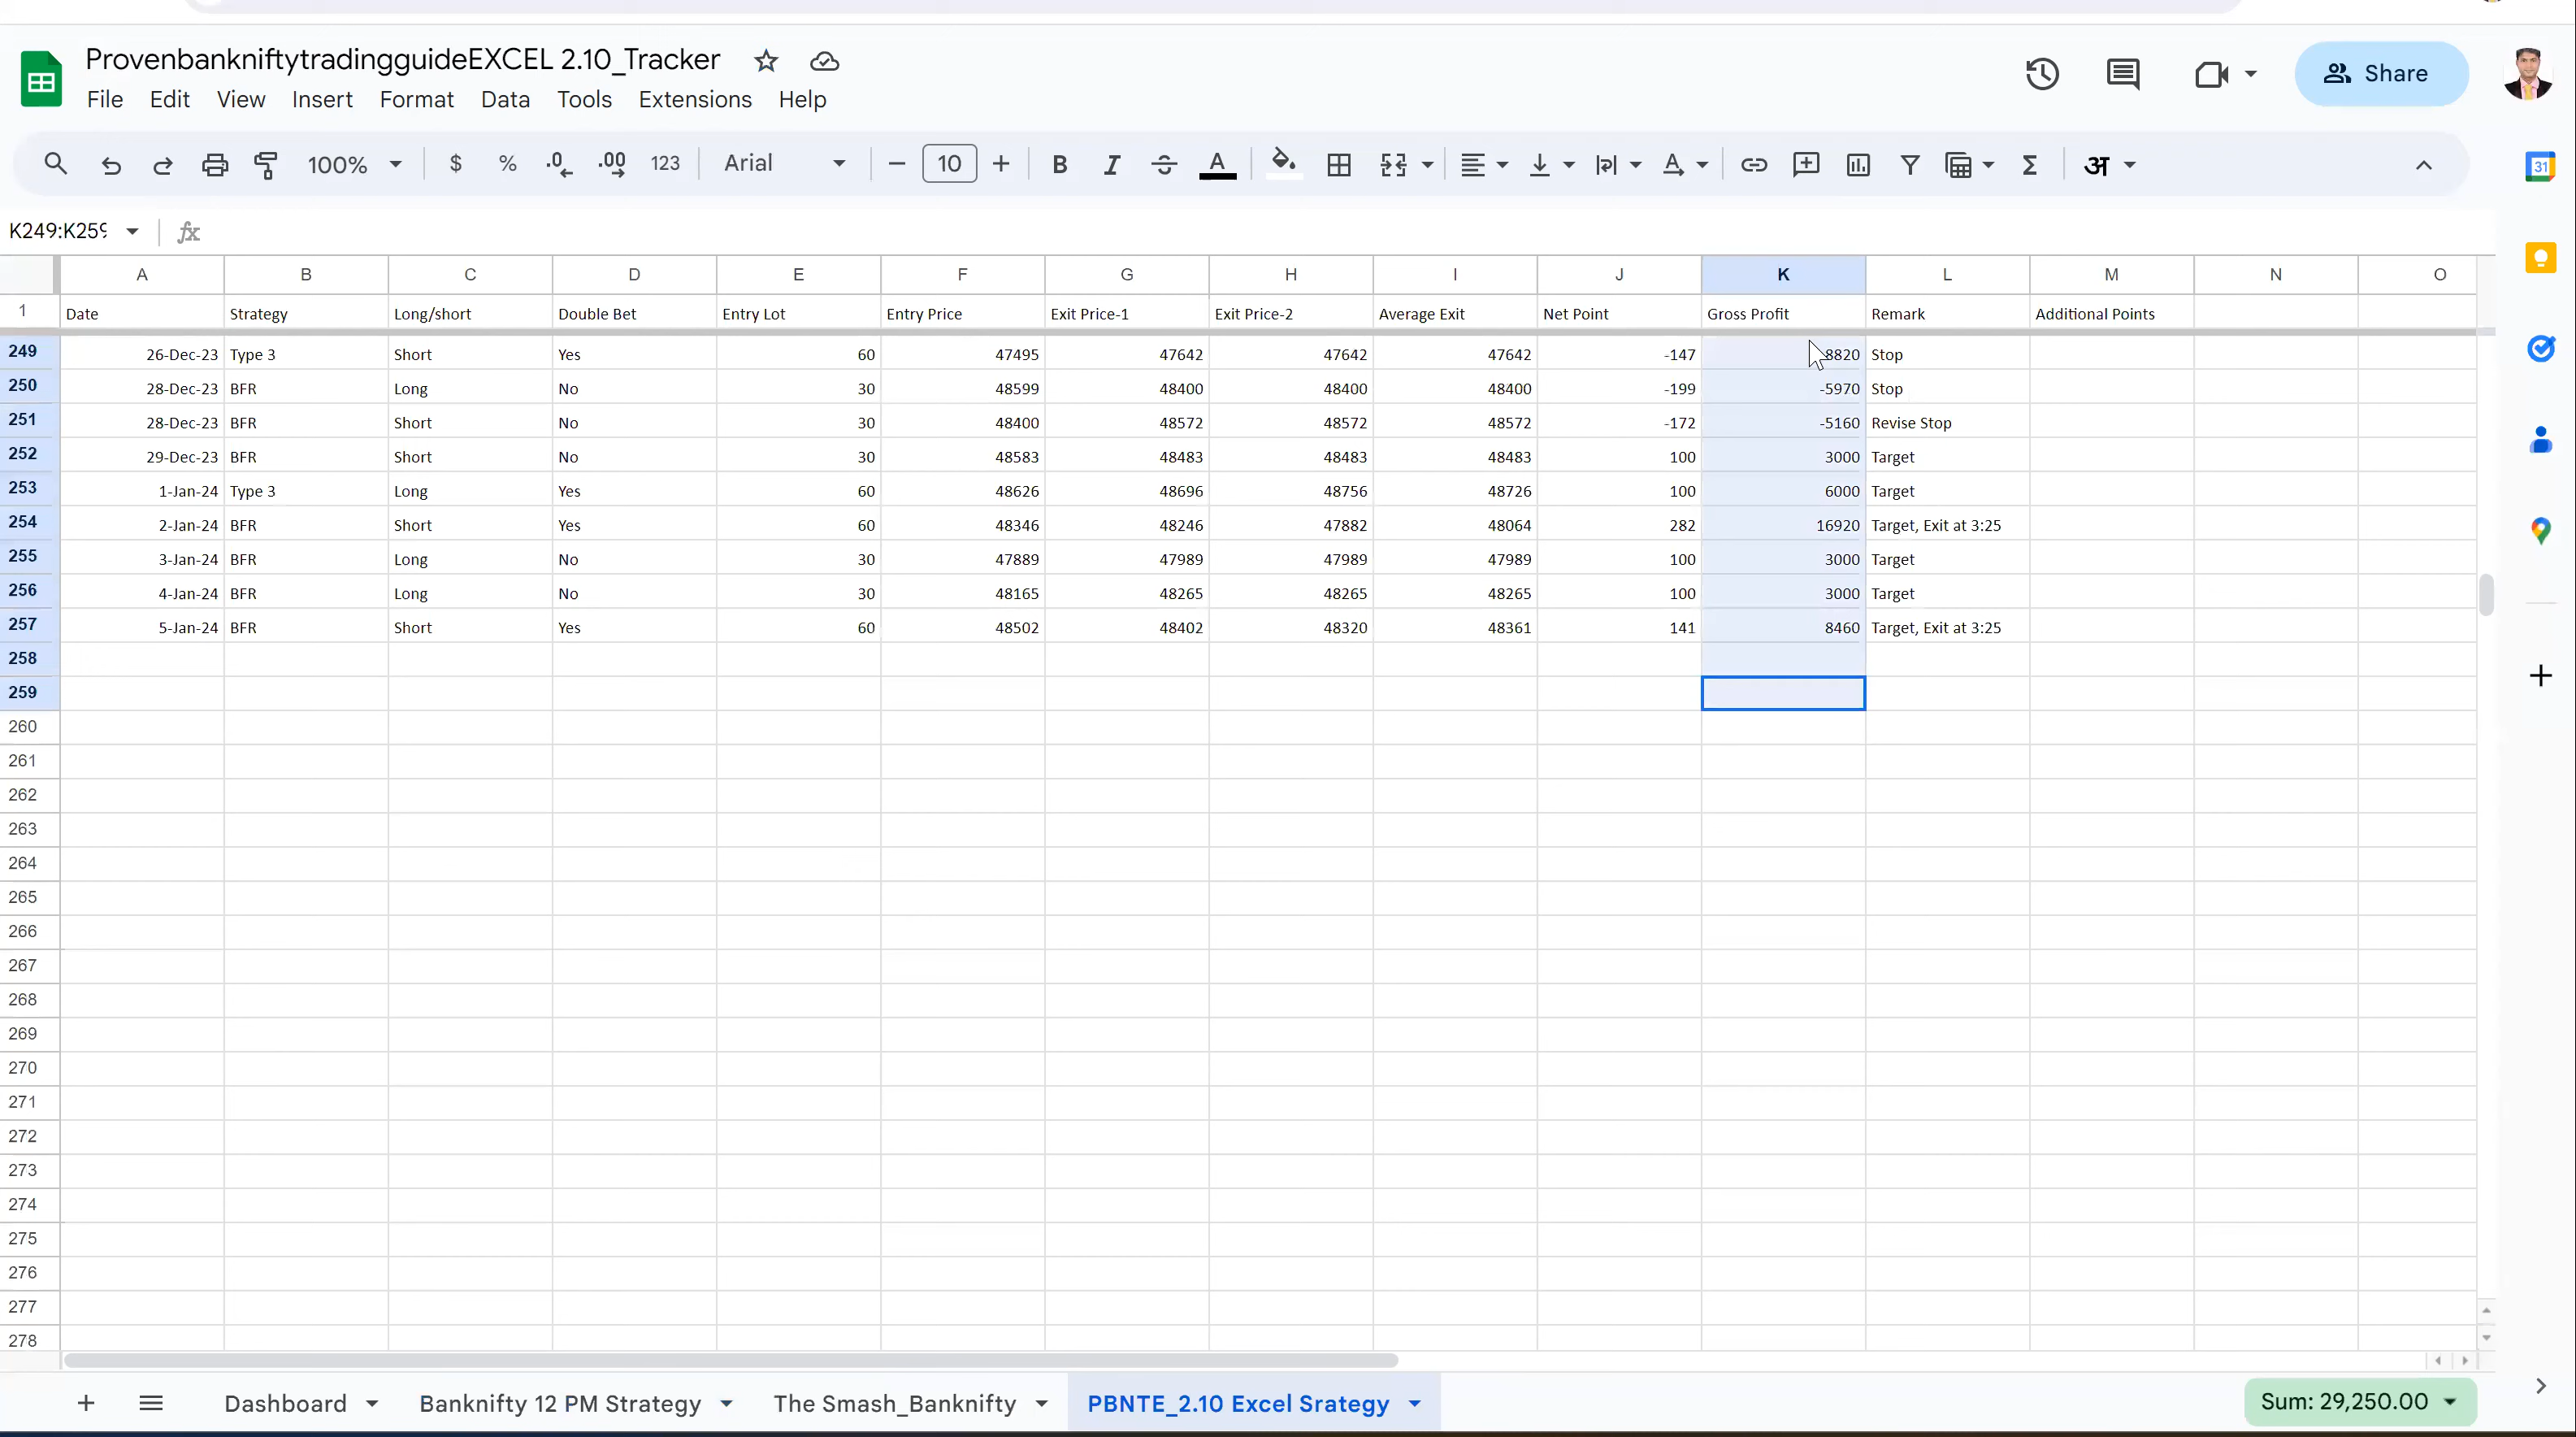 ProvenbankniftytradingguideEXCEL 2.10_Tracker
File Edit View Insert Format Data Tools Extensions Help
Share
100% $ % .0 .00 123 Arial 10 B I S A अ
31
K249:K259 fx
A B C D E F G H I J K L M N O
1 Date Strategy Long/short Double Bet Entry Lot Entry Price Exit Price-1 Exit Price-2 Average Exit Net Point Gross Profit Remark Additional Points
249 26-Dec-23 Type 3 Short Yes 60 47495 47642 47642 47642 -147 8820 Stop
250 28-Dec-23 BFR Long No 30 48599 48400 48400 48400 -199 -5970 Stop
251 28-Dec-23 BFR Short No 30 48400 48572 48572 48572 -172 -5160 Revise Stop
252 29-Dec-23 BFR Short No 30 48583 48483 48483 48483 100 3000 Target
253 1-Jan-24 Type 3 Long Yes 60 48626 48696 48756 48726 100 6000 Target
254 2-Jan-24 BFR Short Yes 60 48346 48246 47882 48064 282 16920 Target, Exit at 3:25
255 3-Jan-24 BFR Long No 30 47889 47989 47989 47989 100 3000 Target
256 4-Jan-24 BFR Long No 30 48165 48265 48265 48265 100 3000 Target
257 5-Jan-24 BFR Short Yes 60 48502 48402 48320 48361 141 8460 Target, Exit at 3:25
258
259
260
261
262
263
264
265
266
267
268
269
270
271
272
273
274
275
276
277
278
Dashboard Banknifty 12 PM Strategy The Smash_Banknifty PBNTE_2.10 Excel Srategy Sum: 29,250.00